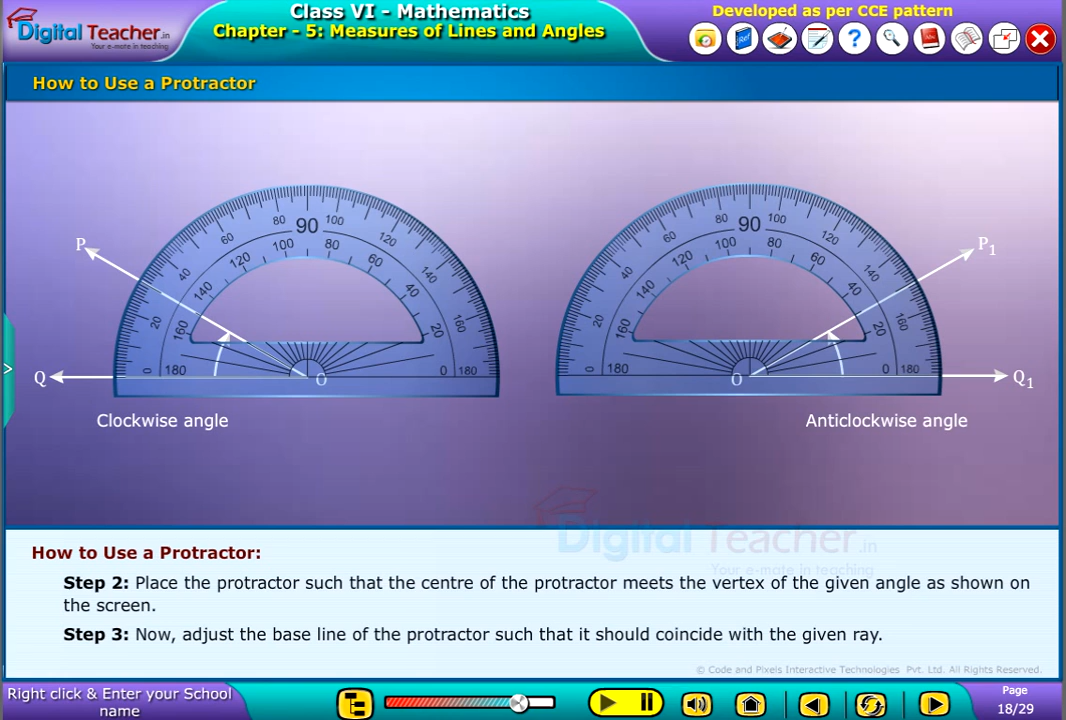 Class VI - Mathematics
Chapter - 5: Measures of Lines and Angles
Developed as per CCE pattern
Digital Teacher.in
Your e-mate in teaching
How to Use a Protractor
P
Q
O
0 20 40 60 80 90 100 120 140 160 180
180 160 140 120 100 80 60 40 20 0
Clockwise angle
P1
Q1
O
0 20 40 60 80 90 100 120 140 160 180
180 160 140 120 100 80 60 40 20 0
Anticlockwise angle
Digital Teacher.in
Your e-mate in teaching
How to Use a Protractor:
Step 2: Place the protractor such that the centre of the protractor meets the vertex of the given angle as shown on
the screen.
Step 3: Now, adjust the base line of the protractor such that it should coincide with the given ray.
© Code and Pixels Interactive Technologies Pvt. Ltd. All Rights Reserved.
Right click & Enter your School
name
Page
18/29